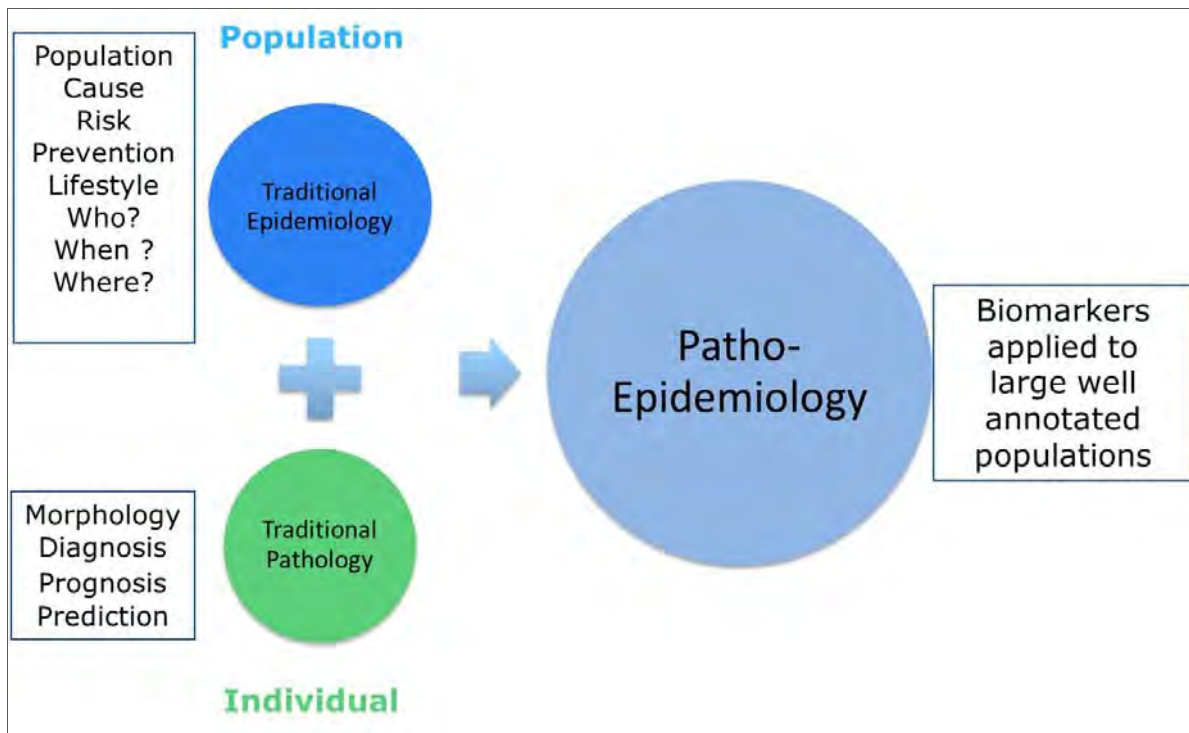 Population
Population
Cause
Risk
Prevention
Lifestyle
Who?
When ?
Where?
Traditional
Epidemiology
Patho-
Epidemiology
Biomarkers
applied to
large well
annotated
populations
Morphology
Diagnosis
Prognosis
Prediction
Traditional
Pathology
Individual